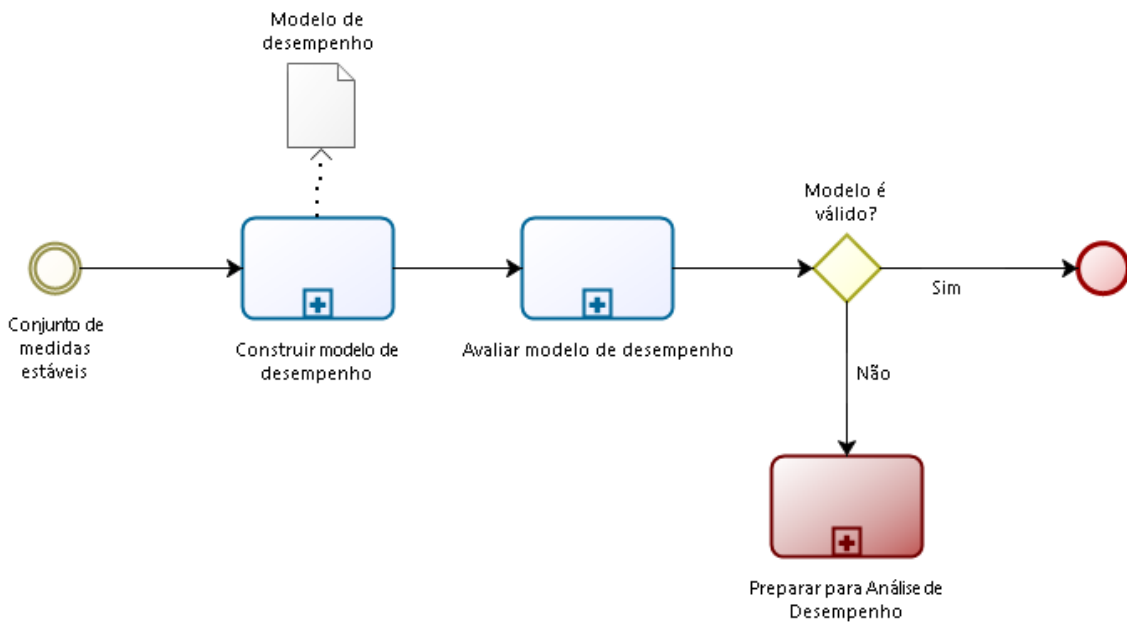 Modelo de
desempenho
Modelo é
válido?
Sim
Conjunto de
medidas
estáveis
Construir modelo de
desempenho
Avaliar modelo de desempenho
Não
Preparar para Análise de
Desempenho